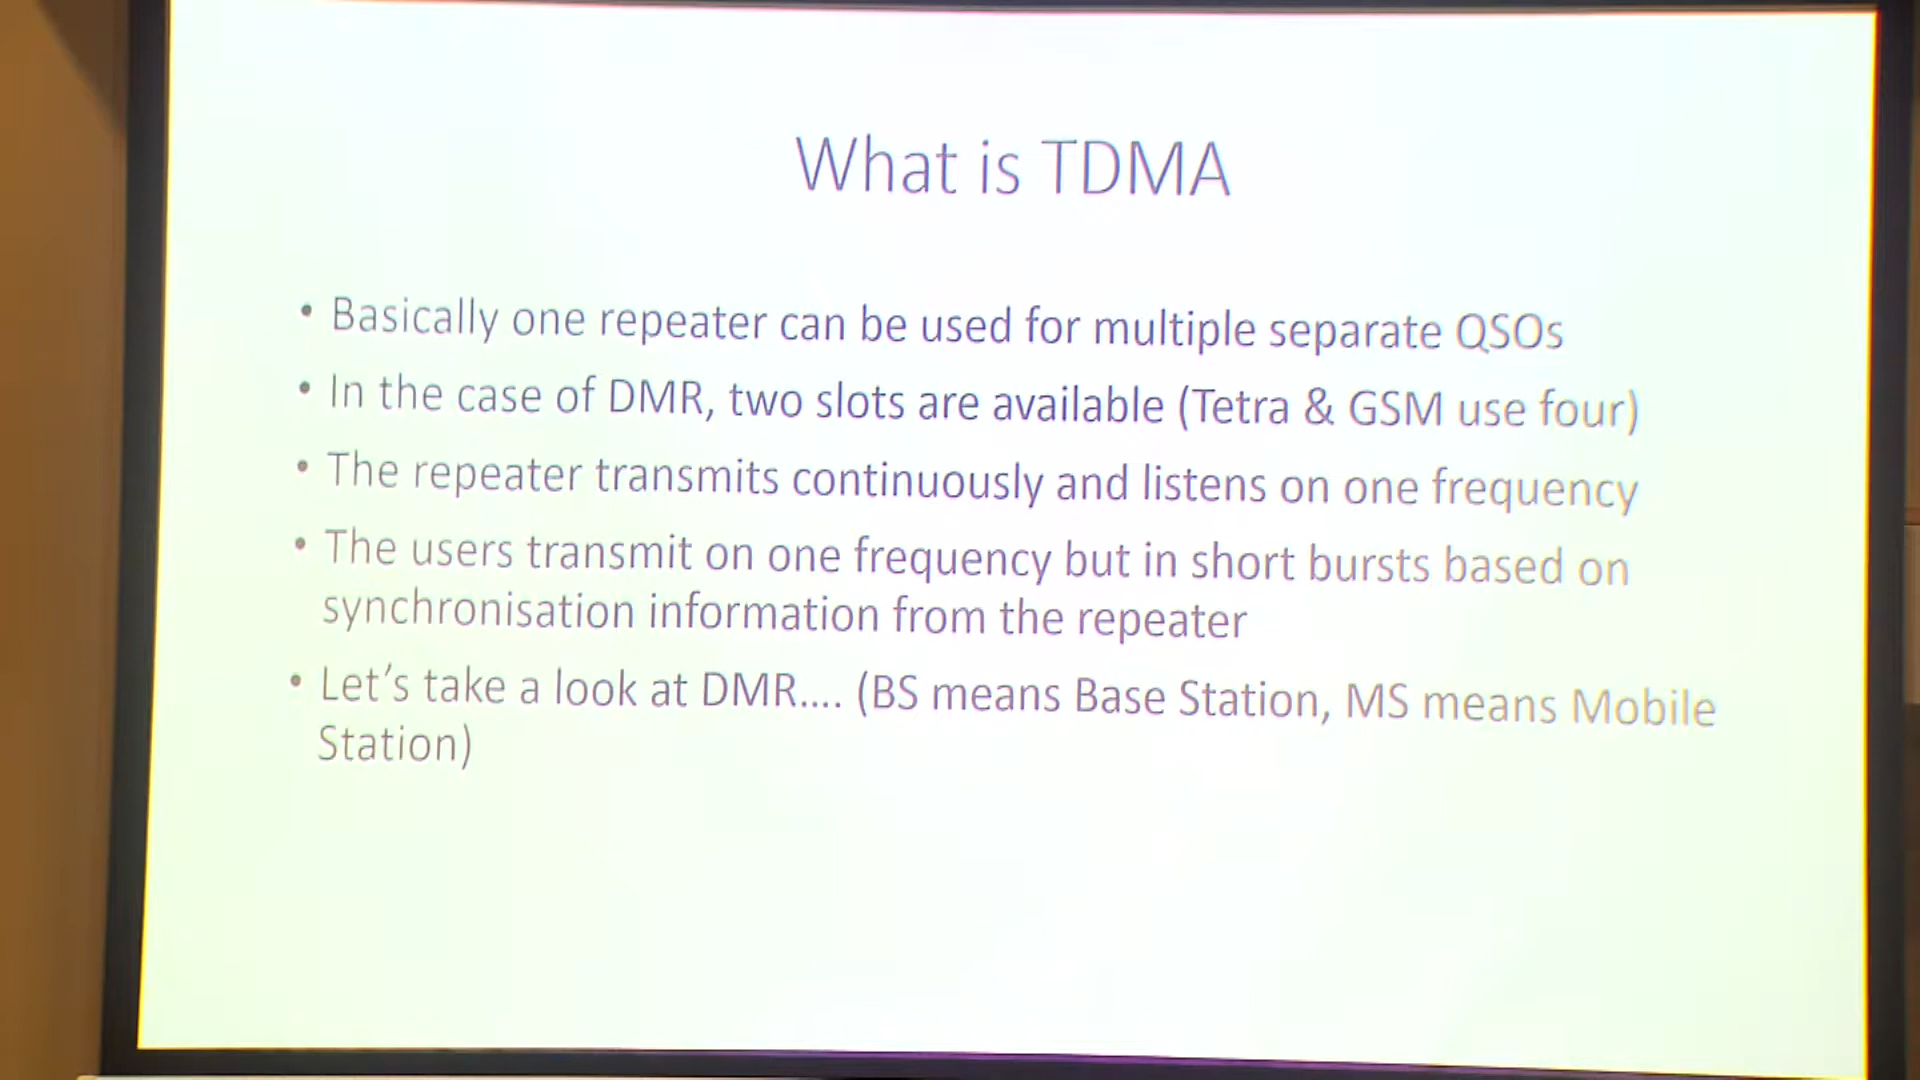 What is TDMA
• Basically one repeater can be used for multiple separate QSOs
• In the case of DMR, two slots are available (Tetra & GSM use four)
• The repeater transmits continuously and listens on one frequency
• The users transmit on one frequency but in short bursts based on
synchronisation information from the repeater
• Let's take a look at DMR.... (BS means Base Station, MS means Mobile
Station)